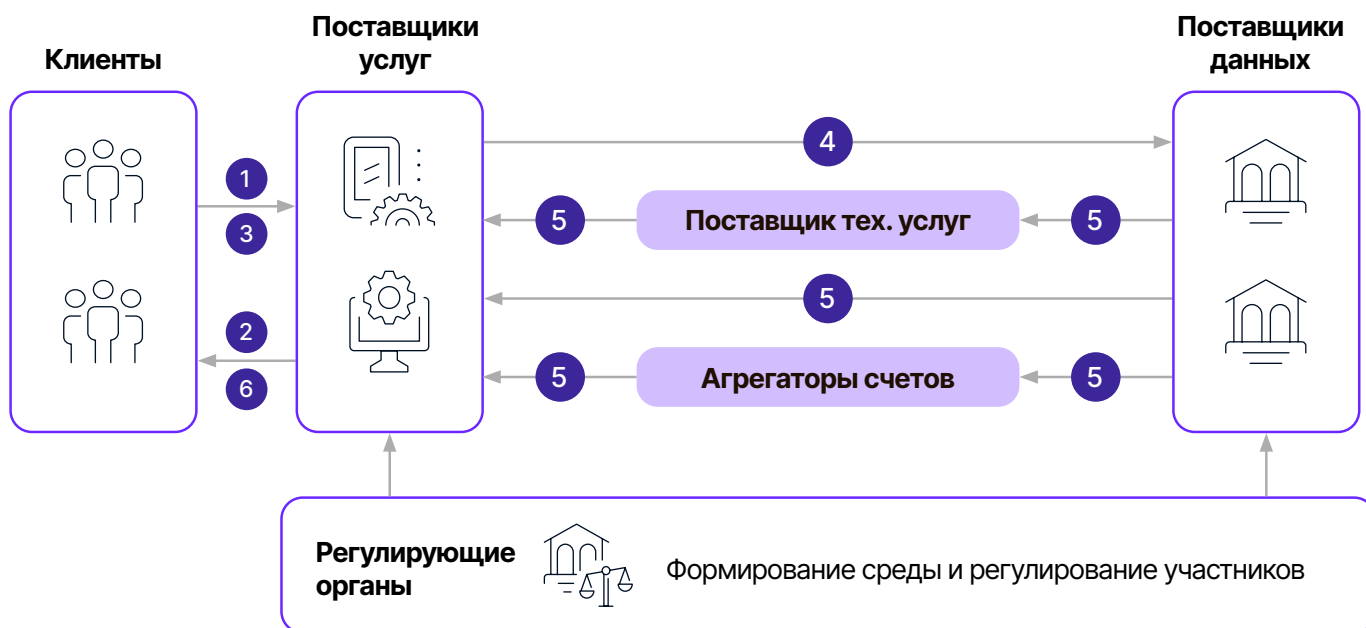 Клиенты
Поставщики
услуг
Поставщики
данных
1
3
2
6
4
5
Поставщик тех. услуг
5
5
5
Агрегаторы счетов
5
Регулирующие
органы
Формирование среды и регулирование участников